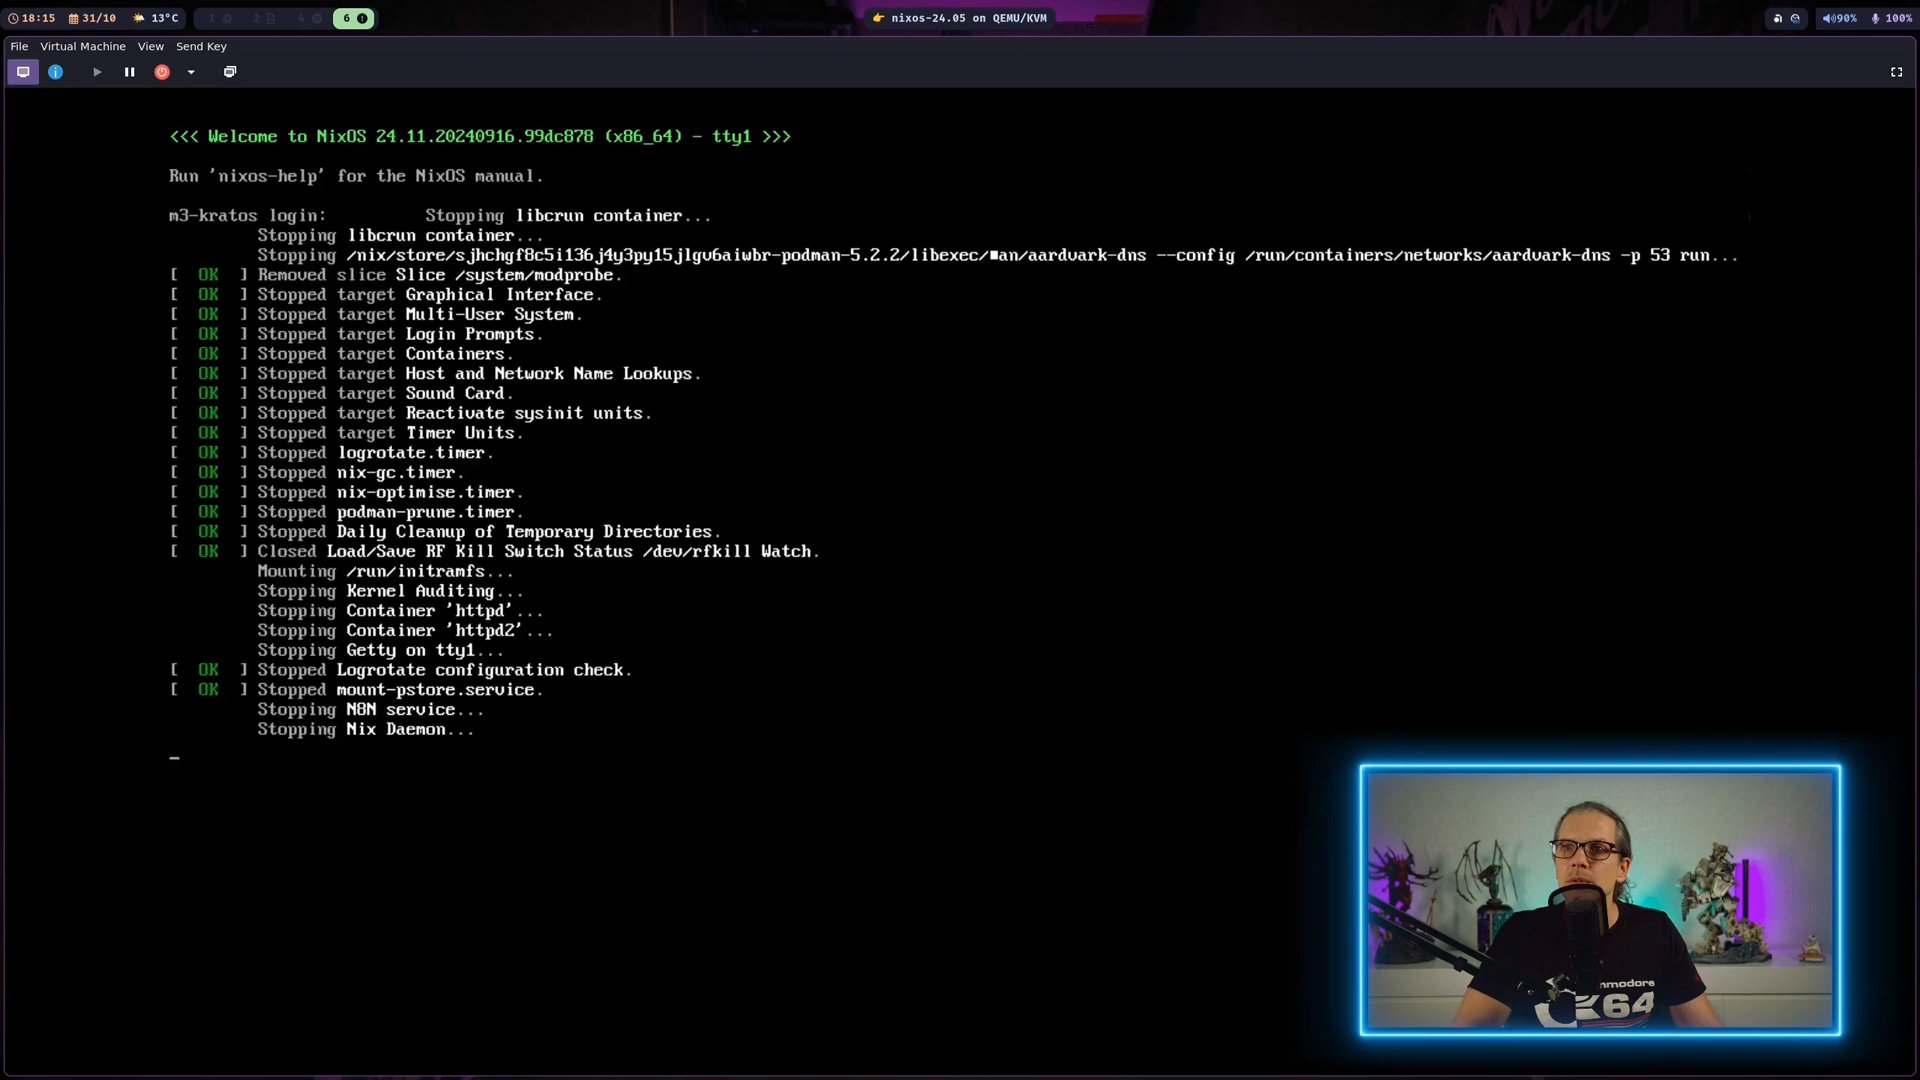 18:15 31/10 13°C 1 2 4 6 nixos-24.05 on QEMU/KVM 90% 100%
File Virtual Machine View Send Key
<<< Welcome to NixOS 24.11.20240916.99dc878 (x86_64) - tty1 >>>
Run 'nixos-help' for the NixOS manual.
m3-kratos login: Stopping libcrun container...
Stopping libcrun container...
Stopping /nix/store/sjhchgf8c5i136j4y3py15jlgv6aiwbr-podman-5.2.2/libexec/■an/aardvark-dns --config /run/containers/networks/aardvark-dns -p 53 run...
[ OK ] Removed slice Slice /system/modprobe.
[ OK ] Stopped target Graphical Interface.
[ OK ] Stopped target Multi-User System.
[ OK ] Stopped target Login Prompts.
[ OK ] Stopped target Containers.
[ OK ] Stopped target Host and Network Name Lookups.
[ OK ] Stopped target Sound Card.
[ OK ] Stopped target Reactivate sysinit units.
[ OK ] Stopped target Timer Units.
[ OK ] Stopped logrotate.timer.
[ OK ] Stopped nix-gc.timer.
[ OK ] Stopped nix-optimise.timer.
[ OK ] Stopped podman-prune.timer.
[ OK ] Stopped Daily Cleanup of Temporary Directories.
[ OK ] Closed Load/Save RF Kill Switch Status /dev/rfkill Watch.
Mounting /run/initramfs...
Stopping Kernel Auditing...
Stopping Container 'httpd'...
Stopping Container 'httpd2'...
Stopping Getty on tty1...
[ OK ] Stopped Logrotate configuration check.
[ OK ] Stopped mount-pstore.service.
Stopping N8N service...
Stopping Nix Daemon...
64